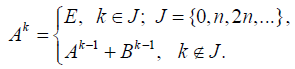 A^k = { E, k ∈ J; J = {0, n, 2n, ...},
A^{k-1} + B^{k-1}, k ∉ J.